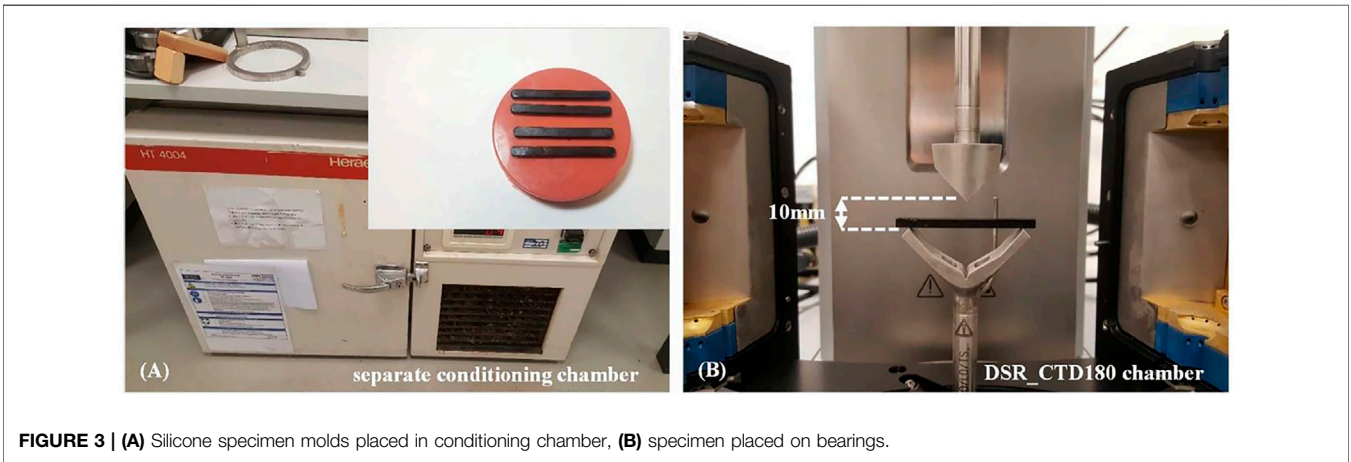 HT 4004
Herae
(A)
separate conditioning chamber
10mm
(B)
DSR_CTD180 chamber
FIGURE 3 | (A) Silicone specimen molds placed in conditioning chamber, (B) specimen placed on bearings.